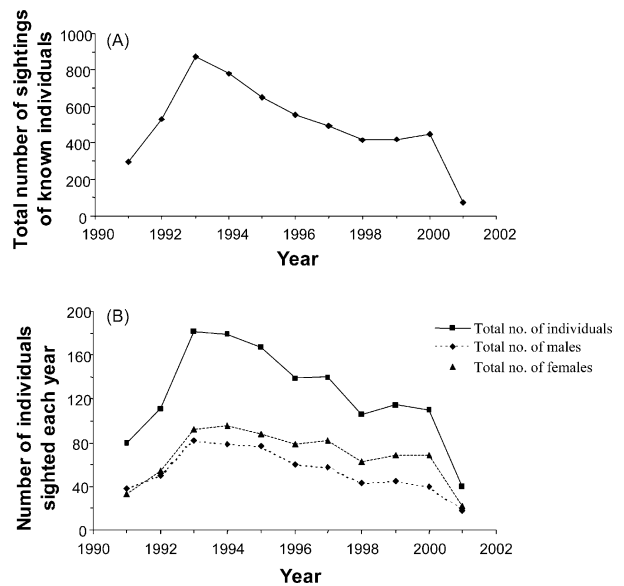 (A)
Total number of sightings
of known individuals
1000
800
600
400
200
0
1990 1992 1994 1996 1998 2000 2002
Year
(B)
Number of individuals
sighted each year
200
160
120
80
40
0
1990 1992 1994 1996 1998 2000 2002
Year
Total no. of individuals
Total no. of males
Total no. of females